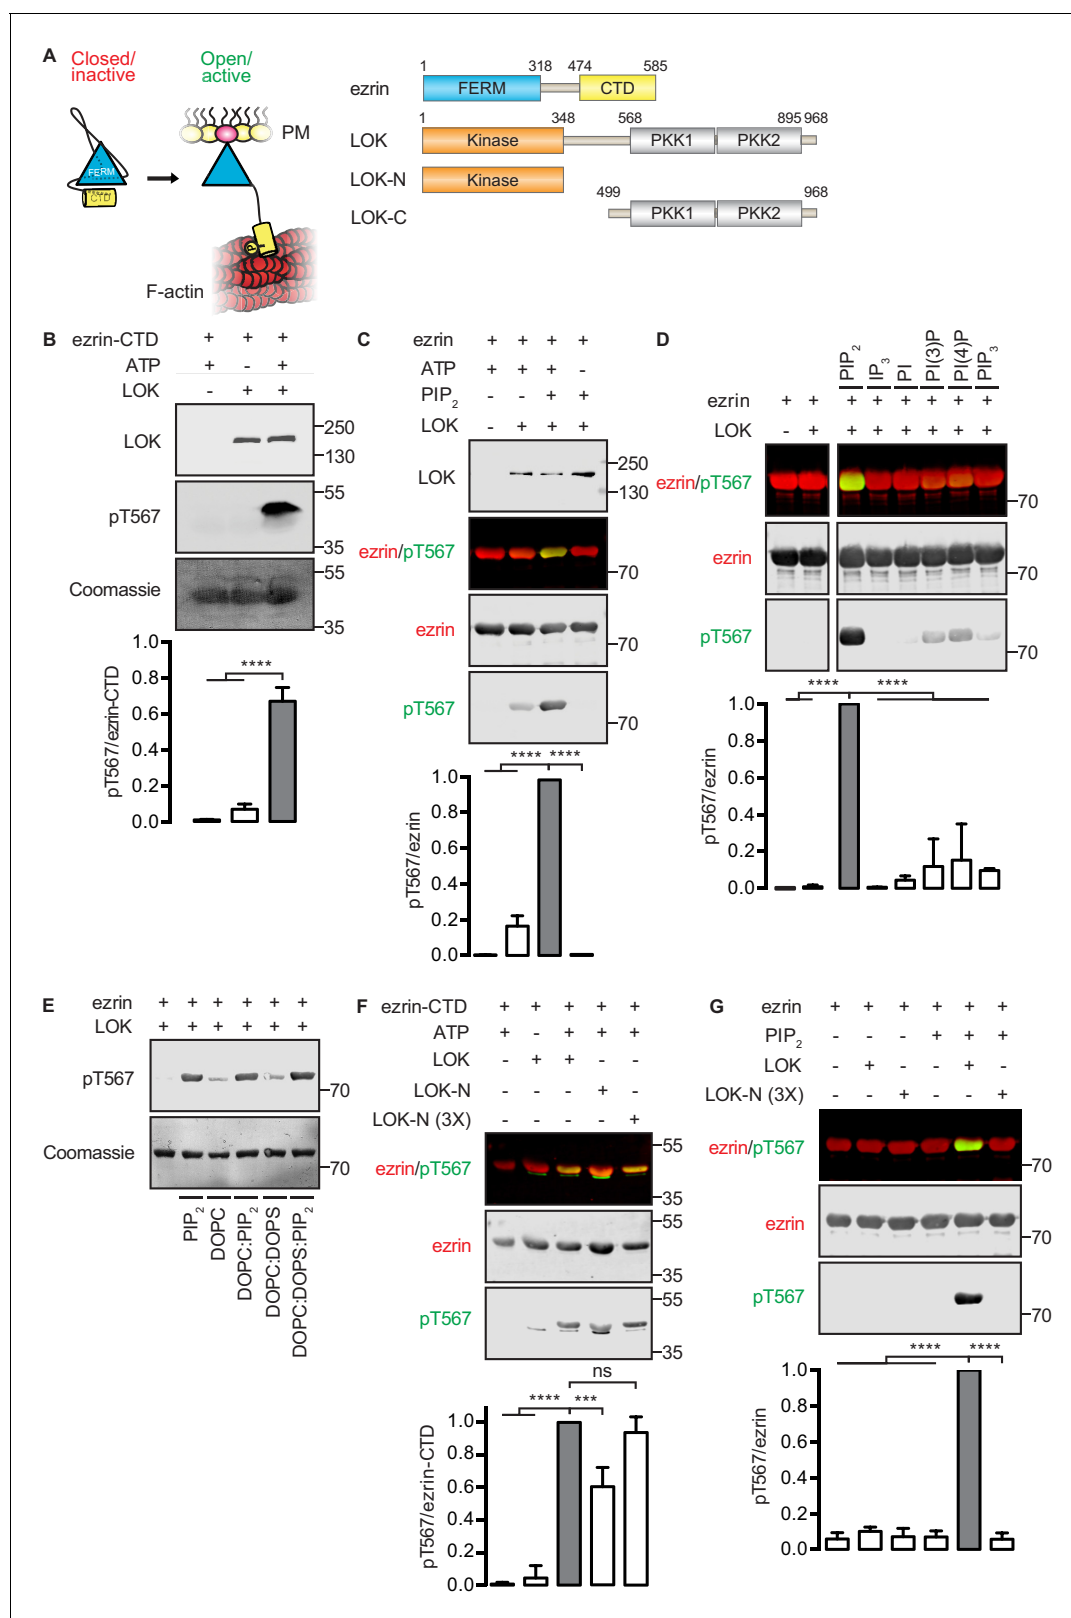 A
Closed/
inactive
Open/
active
PM
FERM
CTD
P
F-actin
1 318 474 585
ezrin FERM CTD
1 348 568 895 968
LOK Kinase PKK1 PKK2
LOK-N Kinase
499 968
LOK-C PKK1 PKK2
B
ezrin-CTD + + +
ATP + - +
LOK - + +
LOK 250 130
pT567 55 35
Coomassie 55 35
pT567/ezrin-CTD
1.0
0.8
0.6
0.4
0.2
0.0
****
C
ezrin + + + +
ATP + + + -
PIP2 - - + +
LOK - + + +
LOK 250 130
ezrin/pT567 70
ezrin 70
pT567 70
pT567/ezrin
1.0
0.8
0.6
0.4
0.2
0.0
**** ****
D
PIP2 IP3 PI PI(3)P PI(4)P PIP3
ezrin + + + + + + + +
LOK - + + + + + + +
ezrin/pT567 70
ezrin 70
pT567 70
pT567/ezrin
1.0
0.8
0.6
0.4
0.2
0.0
**** ****
E
ezrin + + + + + +
LOK + + + + + +
pT567 70
Coomassie 70
PIP2 DOPC DOPC:PIP2 DOPC:DOPS DOPC:DOPS:PIP2
F
ezrin-CTD + + + + +
ATP + - + + +
LOK - + + - -
LOK-N - - - + -
LOK-N (3X) - - - - +
ezrin/pT567 55 35
ezrin 55 35
pT567 55 35
pT567/ezrin-CTD
1.0
0.8
0.6
0.4
0.2
0.0
ns
**** ***
G
ezrin + + + + + +
PIP2 - - - + + +
LOK - + - - + -
LOK-N (3X) - - + - - +
ezrin/pT567 70
ezrin 70
pT567 70
pT567/ezrin
1.0
0.8
0.6
0.4
0.2
0.0
**** ****